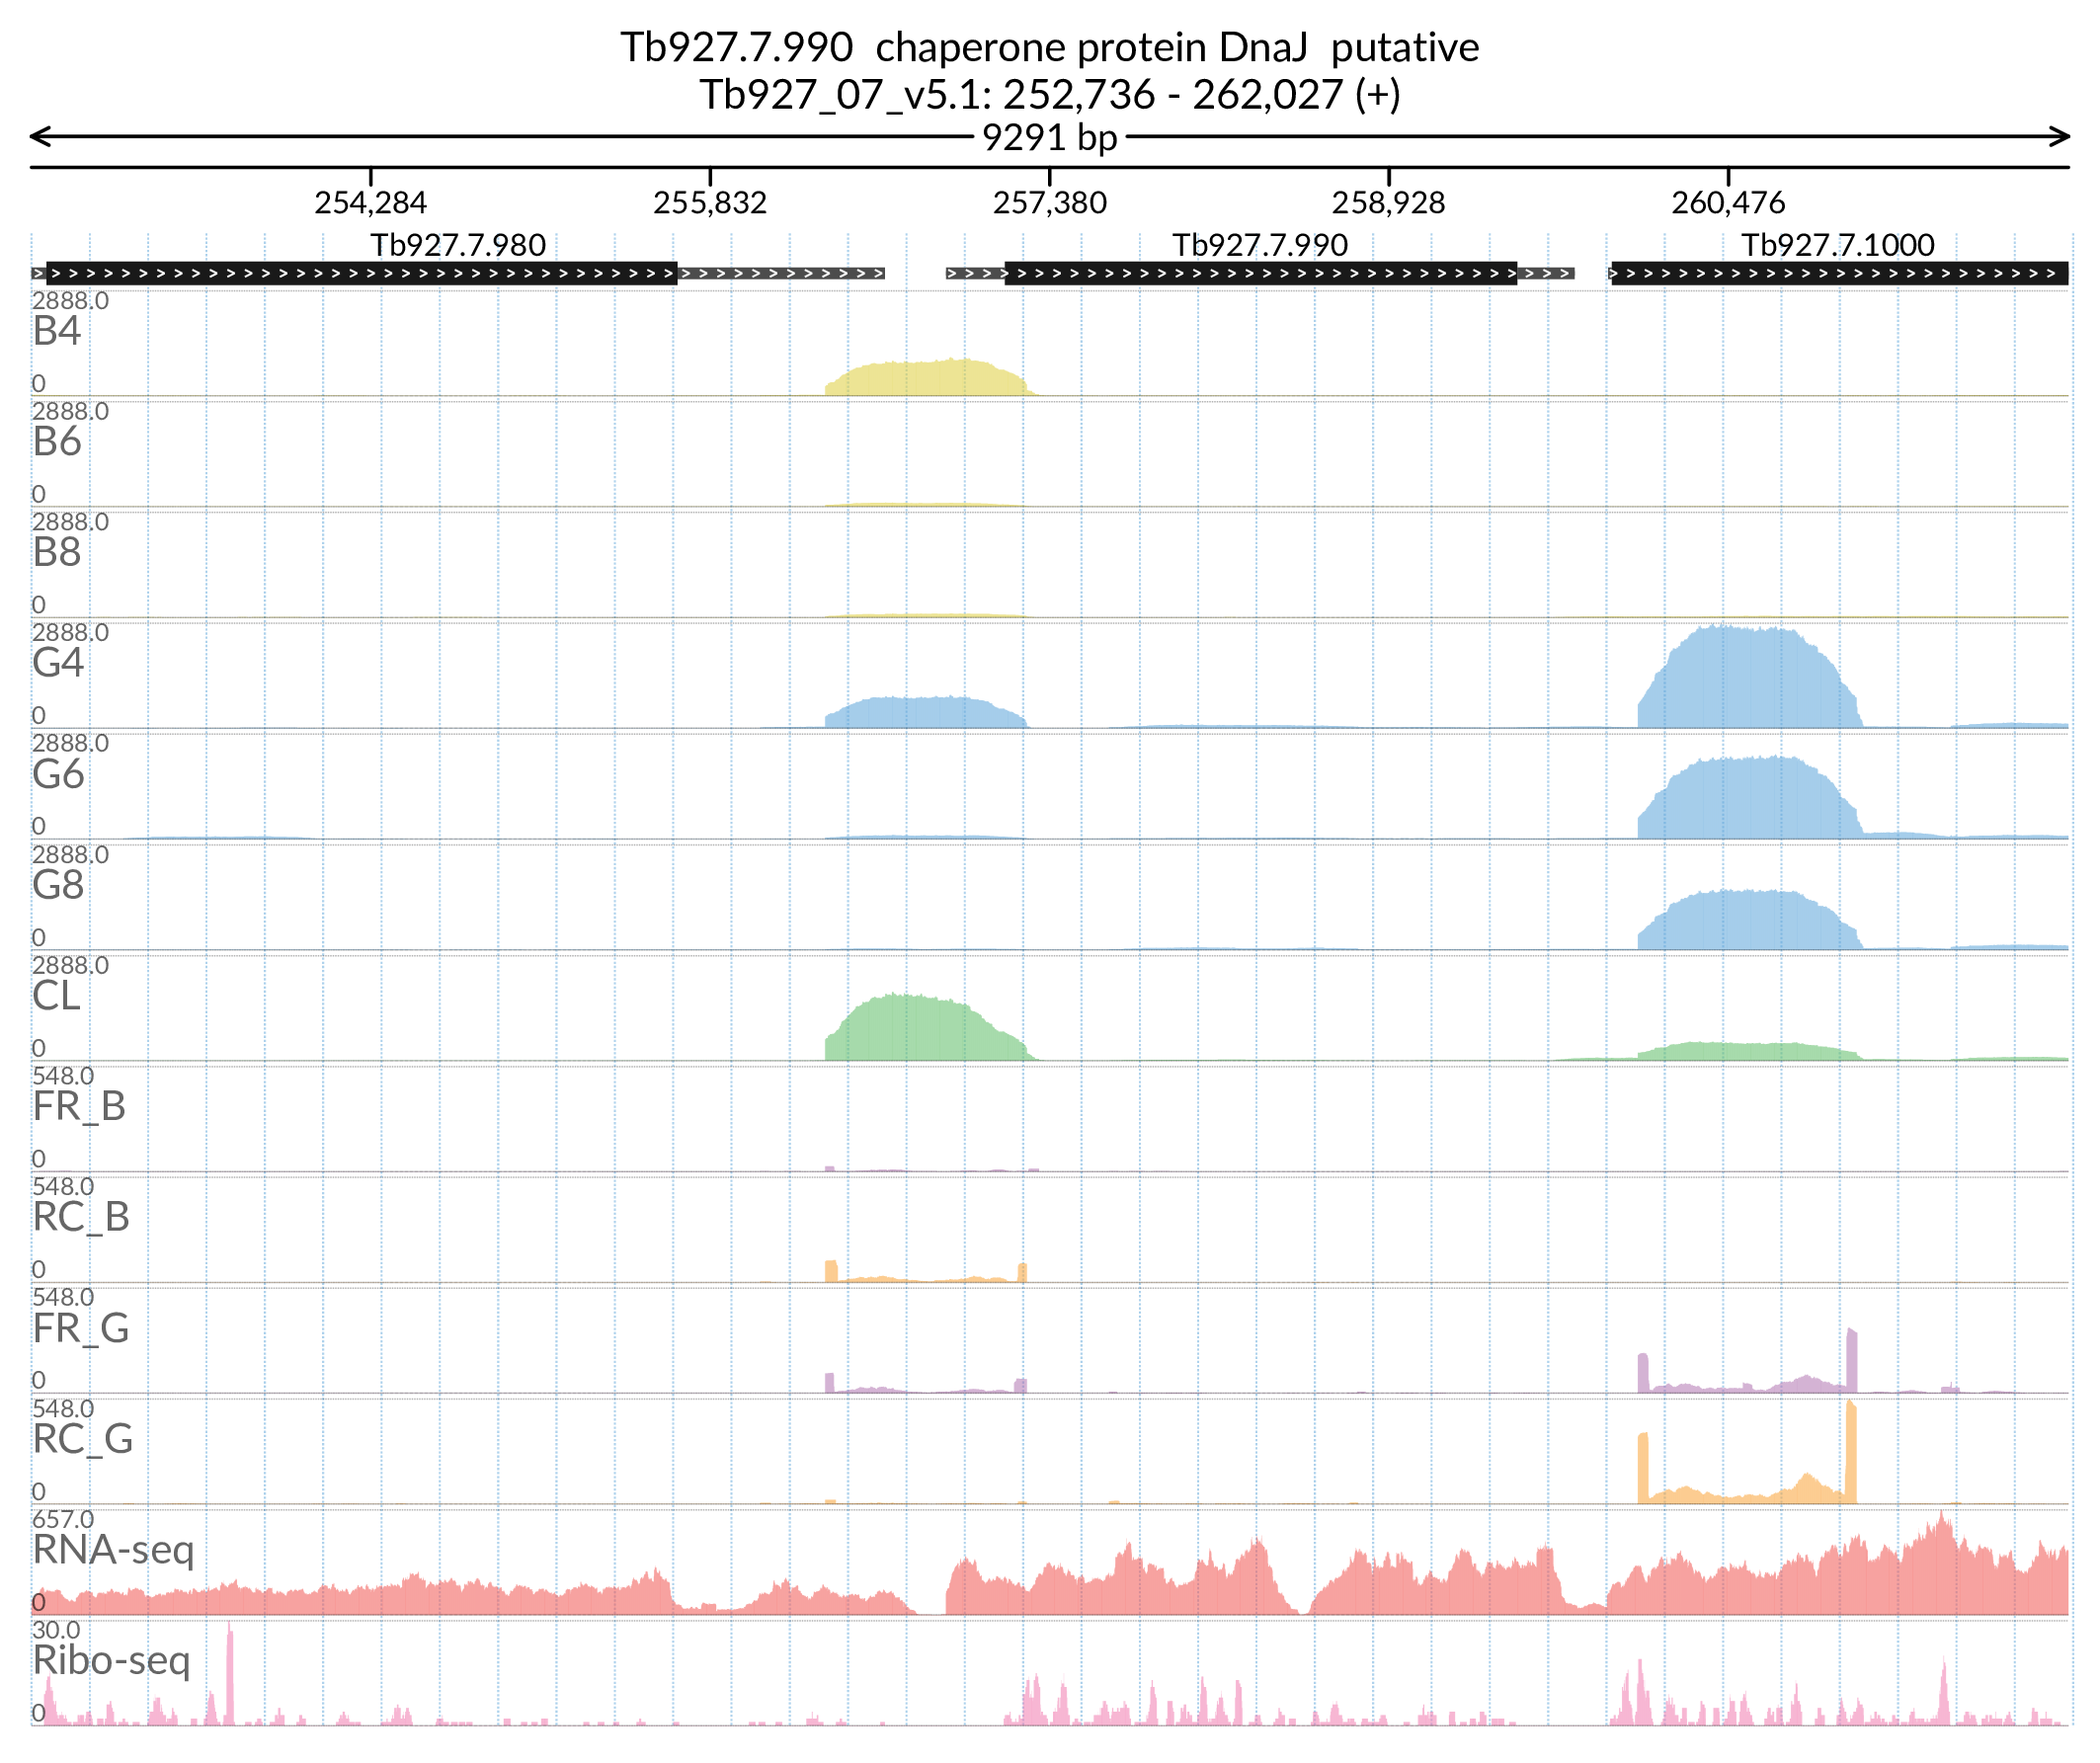 Tb927.7.990  chaperone protein DnaJ  putative
Tb927_07_v5.1: 252,736 - 262,027 (+)
9291 bp
254,284 255,832 257,380 258,928 260,476
Tb927.7.980 Tb927.7.990 Tb927.7.1000
2888.0
B4
0
2888.0
B6
0
2888.0
B8
0
2888.0
G4
0
2888.0
G6
0
2888.0
G8
0
2888.0
CL
0
548.0
FR_B
0
548.0
RC_B
0
548.0
FR_G
0
548.0
RC_G
0
657.0
RNA-seq
0
30.0
Ribo-seq
0